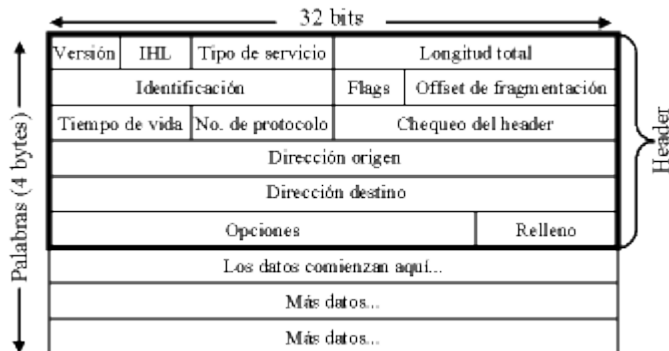 32 bits
Versión IHL Tipo de servicio Longitud total
Identificación Flags Offset de fragmentación
Tiempo de vida No. de protocolo Chequeo del header
Dirección origen
Dirección destino
Opciones Relleno
Los datos comienzan aquí...
Más datos...
Más datos...
Palabras (4 bytes)
Header